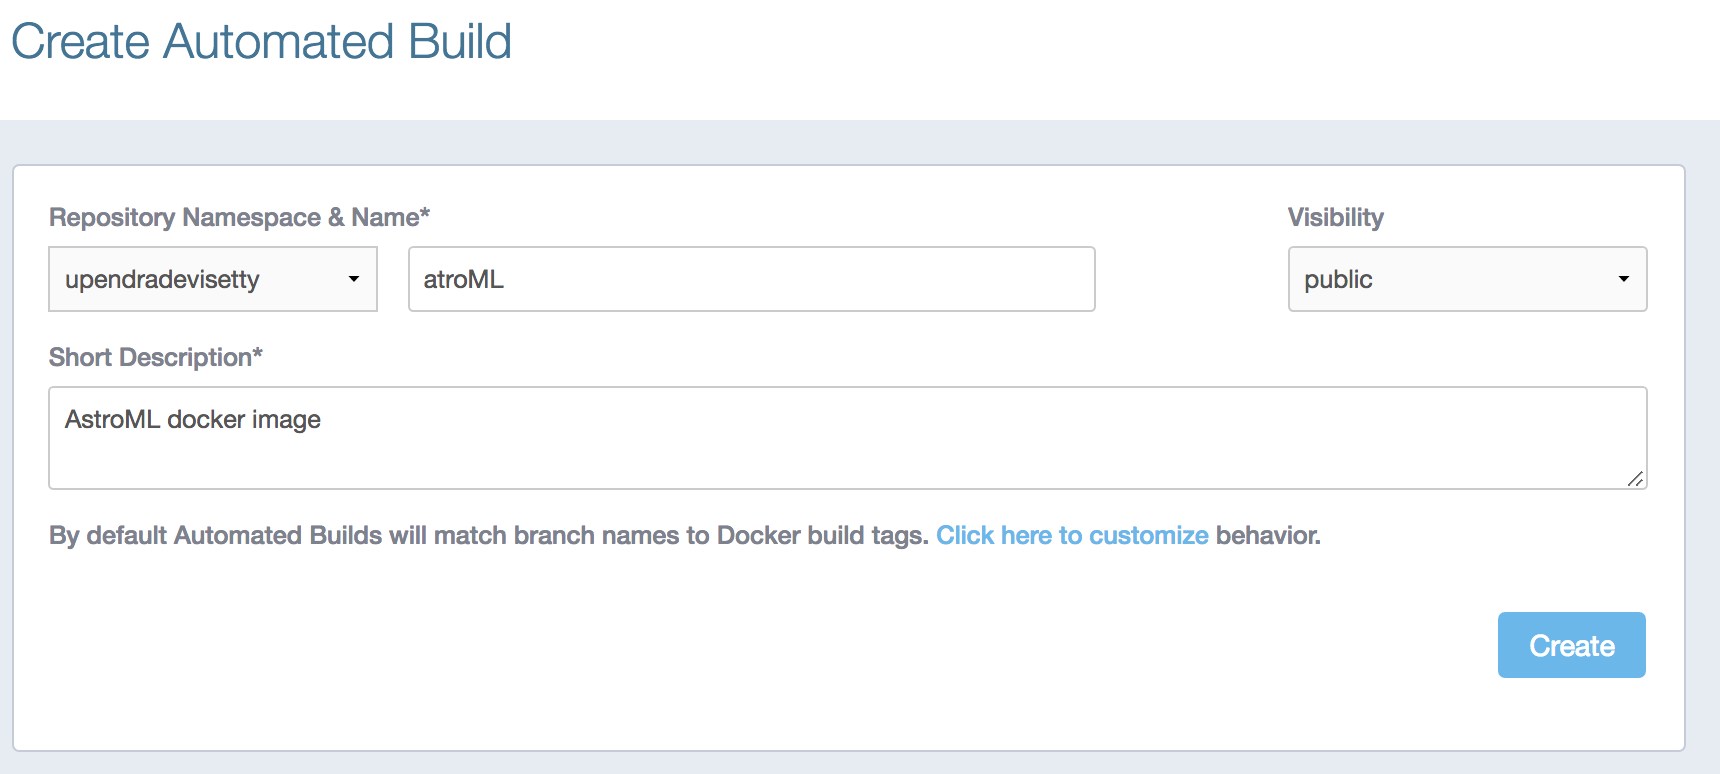 Create Automated Build
Repository Namespace & Name*
Visibility
upendradevisetty
atroML
public
Short Description*
AstroML docker image
By default Automated Builds will match branch names to Docker build tags. Click here to customize behavior.
Create